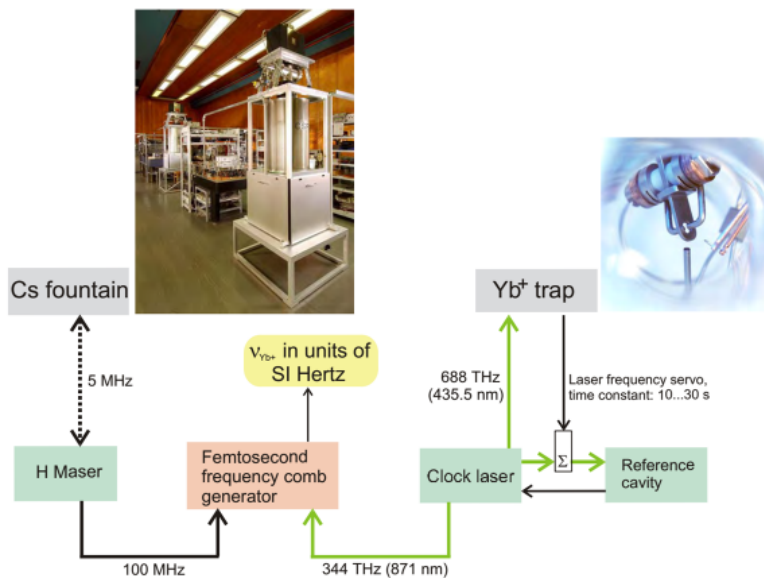 Cs fountain
Yb+ trap
νYb+ in units of
SI Hertz
5 MHz
688 THz
(435.5 nm)
Laser frequency servo,
time constant: 10...30 s
H Maser
Femtosecond
frequency comb
generator
Clock laser
Σ
Reference
cavity
100 MHz
344 THz (871 nm)